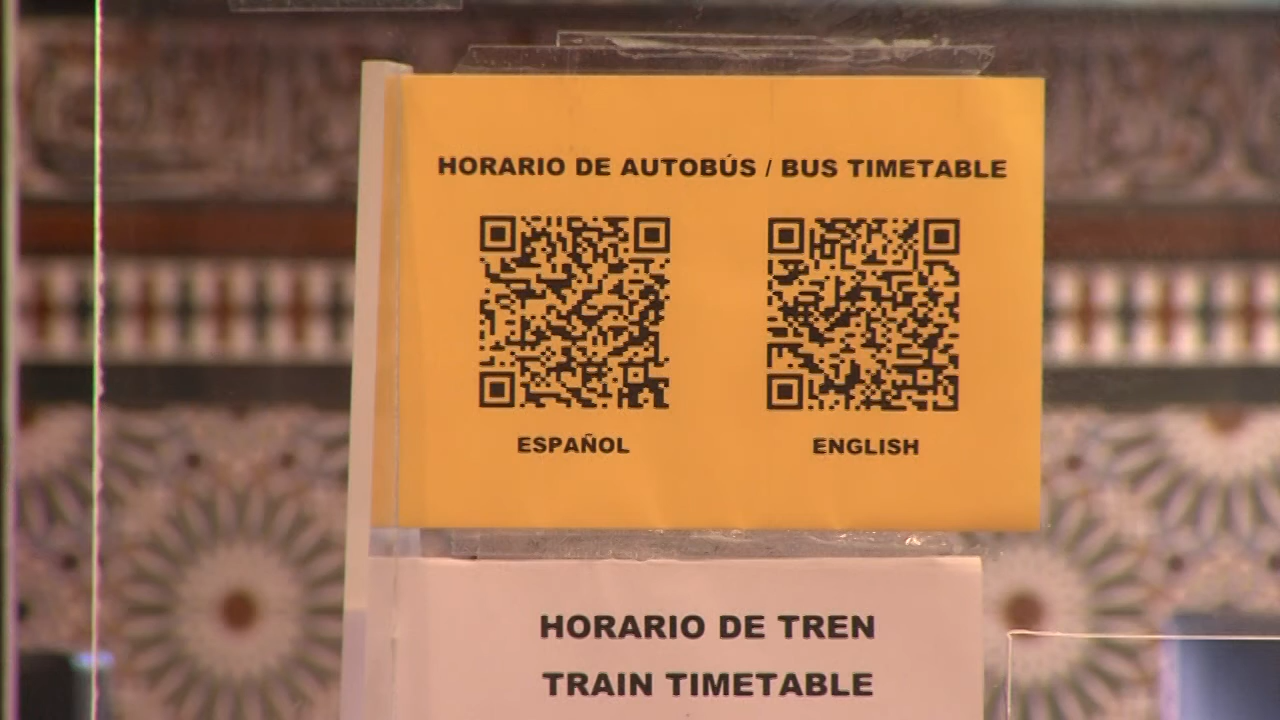 HORARIO DE AUTOBÚS / BUS TIMETABLE
ESPAÑOL
ENGLISH
HORARIO DE TREN
TRAIN TIMETABLE